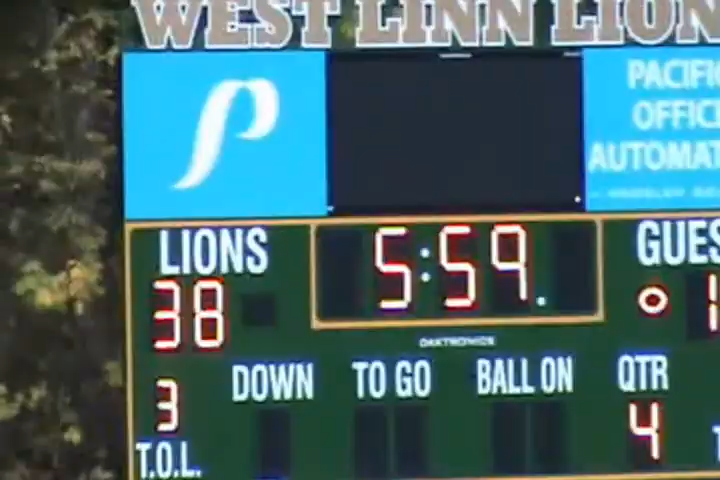 WEST LINN LION
PACIFI
OFFIC
AUTOMAT
LIONS
5:59.
GUES
38
1
DAKTRONICS
DOWN
TO GO
BALL ON
QTR
3
4
T.O.L.
T